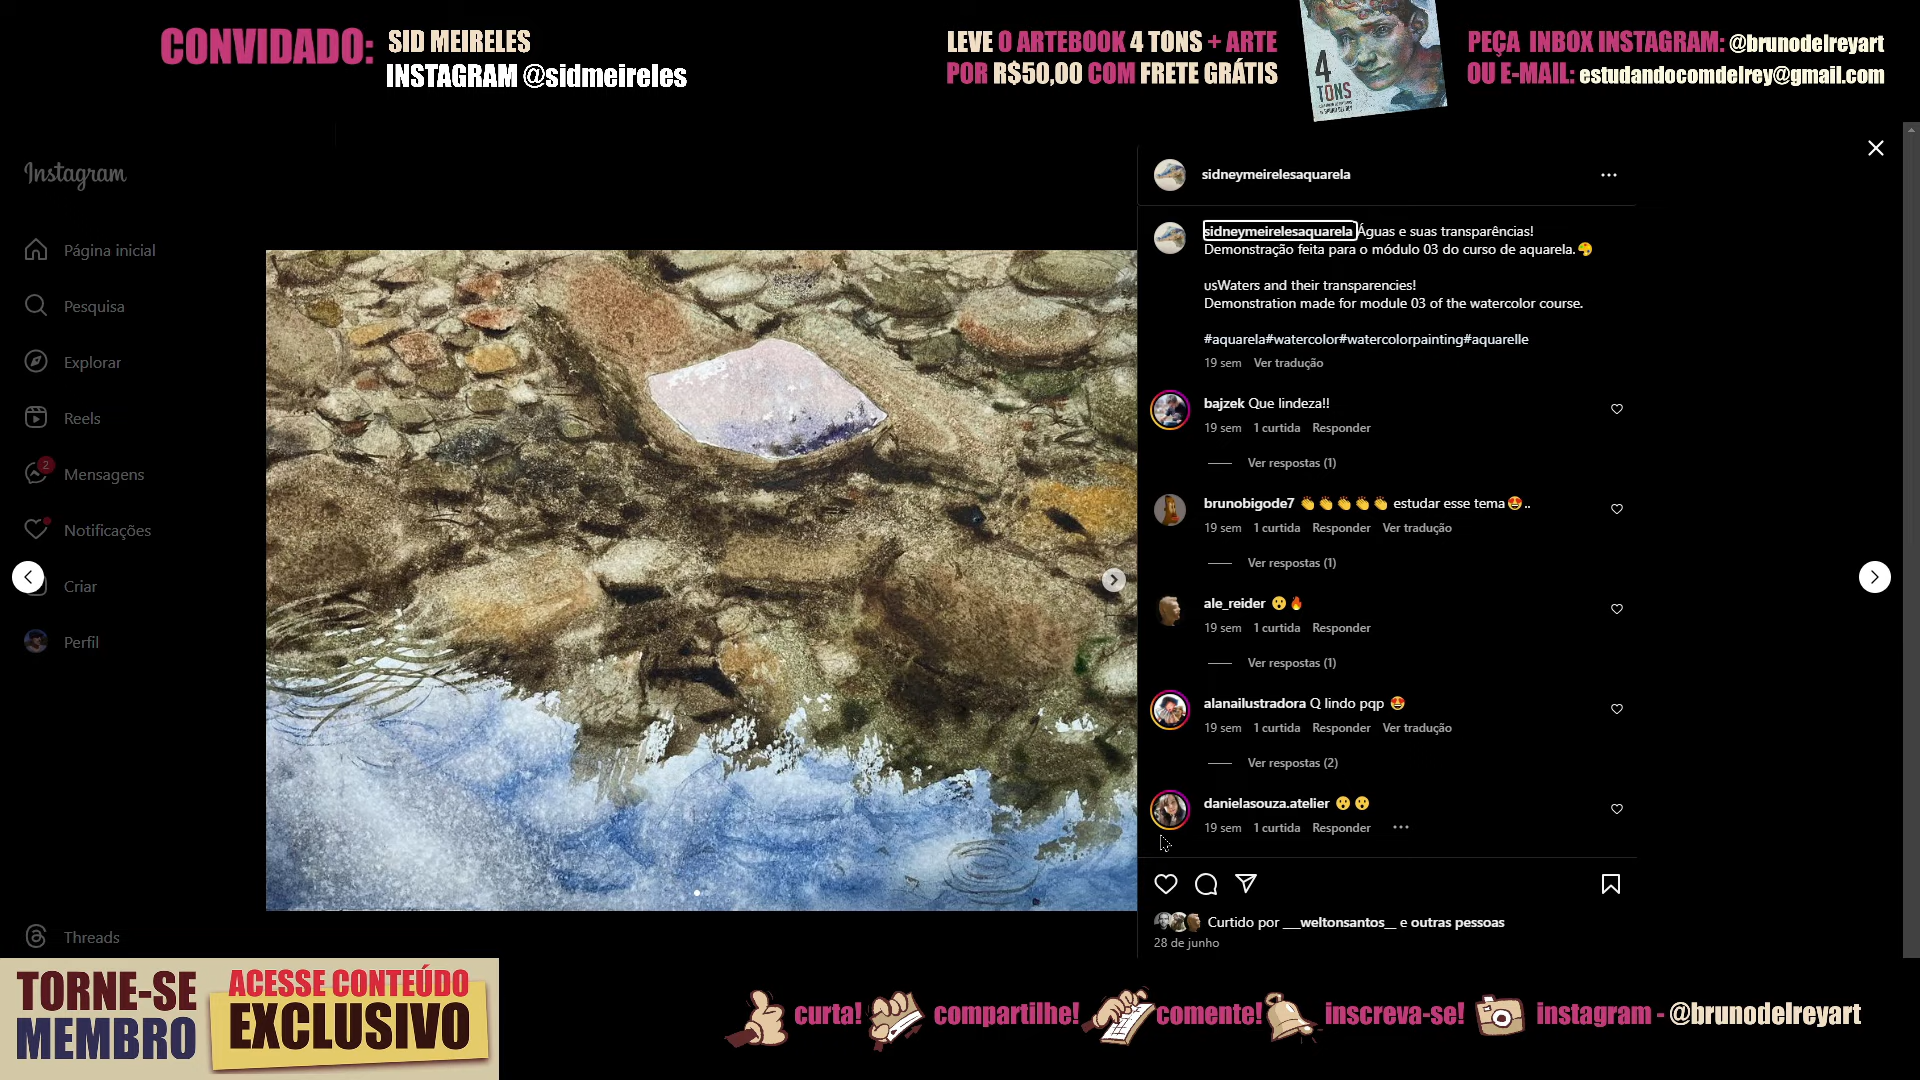 CONVIDADO: SID MEIRELES
INSTAGRAM @sidmeireles
LEVE O ARTEBOOK 4 TONS + ARTE
POR R$50,00 COM FRETE GRÁTIS
4
TONS
PEÇA INBOX INSTAGRAM: @brunodelreyart
OU E-MAIL: estudandocomdelrey@gmail.com
Instagram
Página inicial
Pesquisa
Explorar
Reels
2
Mensagens
Notificações
Criar
Perfil
Threads
sidneymeirelesaquarela
sidneymeirelesaquarela Águas e suas transparências!
Demonstração feita para o módulo 03 do curso de aquarela.
usWaters and their transparencies!
Demonstration made for module 03 of the watercolor course.
#aquarela#watercolor#watercolorpainting#aquarelle
19 sem Ver tradução
bajzek Que lindeza!!
19 sem 1 curtida Responder
Ver respostas (1)
brunobigode7 👏👏👏👏👏 estudar esse tema😍..
19 sem 1 curtida Responder Ver tradução
Ver respostas (1)
ale_reider 😮🔥
19 sem 1 curtida Responder
Ver respostas (1)
alanailustradora Q lindo pqp 😍
19 sem 1 curtida Responder Ver tradução
Ver respostas (2)
danielasouza.atelier 😮😮
19 sem 1 curtida Responder
Curtido por ___weltonsantos__ e outras pessoas
28 de junho
TORNE-SE
MEMBRO
ACESSE CONTEÚDO
EXCLUSIVO
curta! compartilhe! comente! inscreva-se! instagram - @brunodelreyart